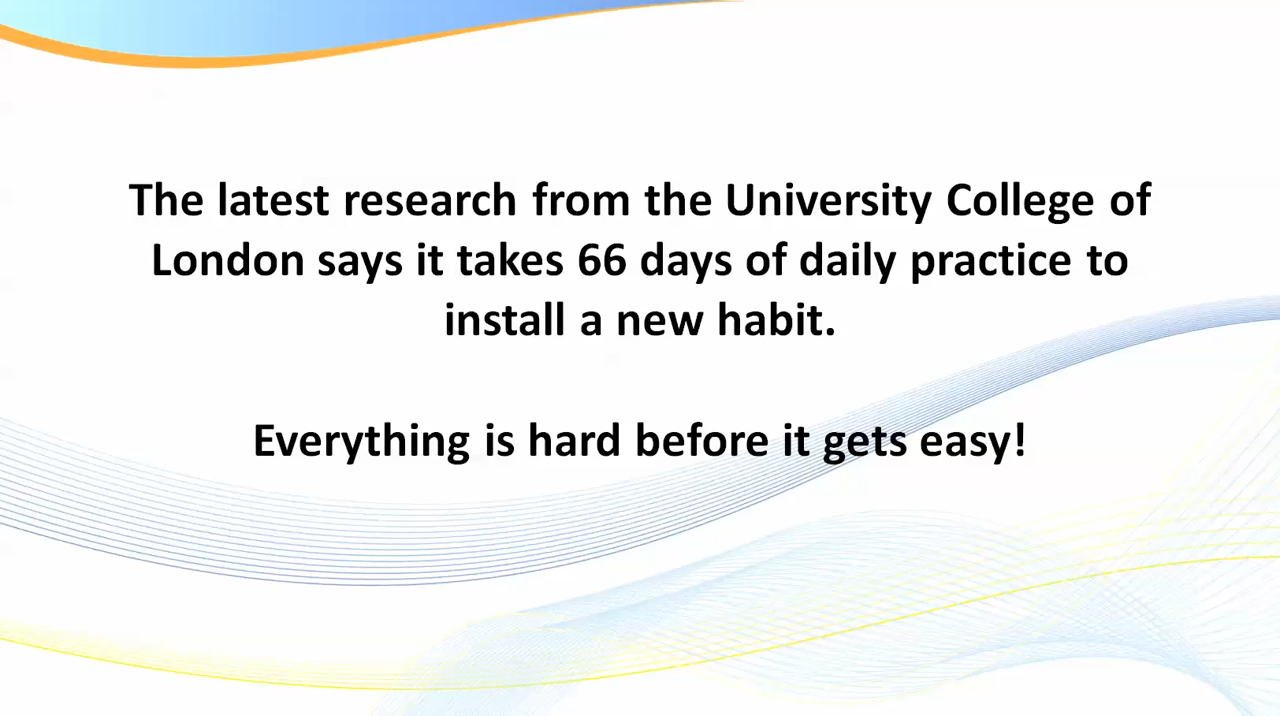 The latest research from the University College of
London says it takes 66 days of daily practice to
install a new habit.
Everything is hard before it gets easy!